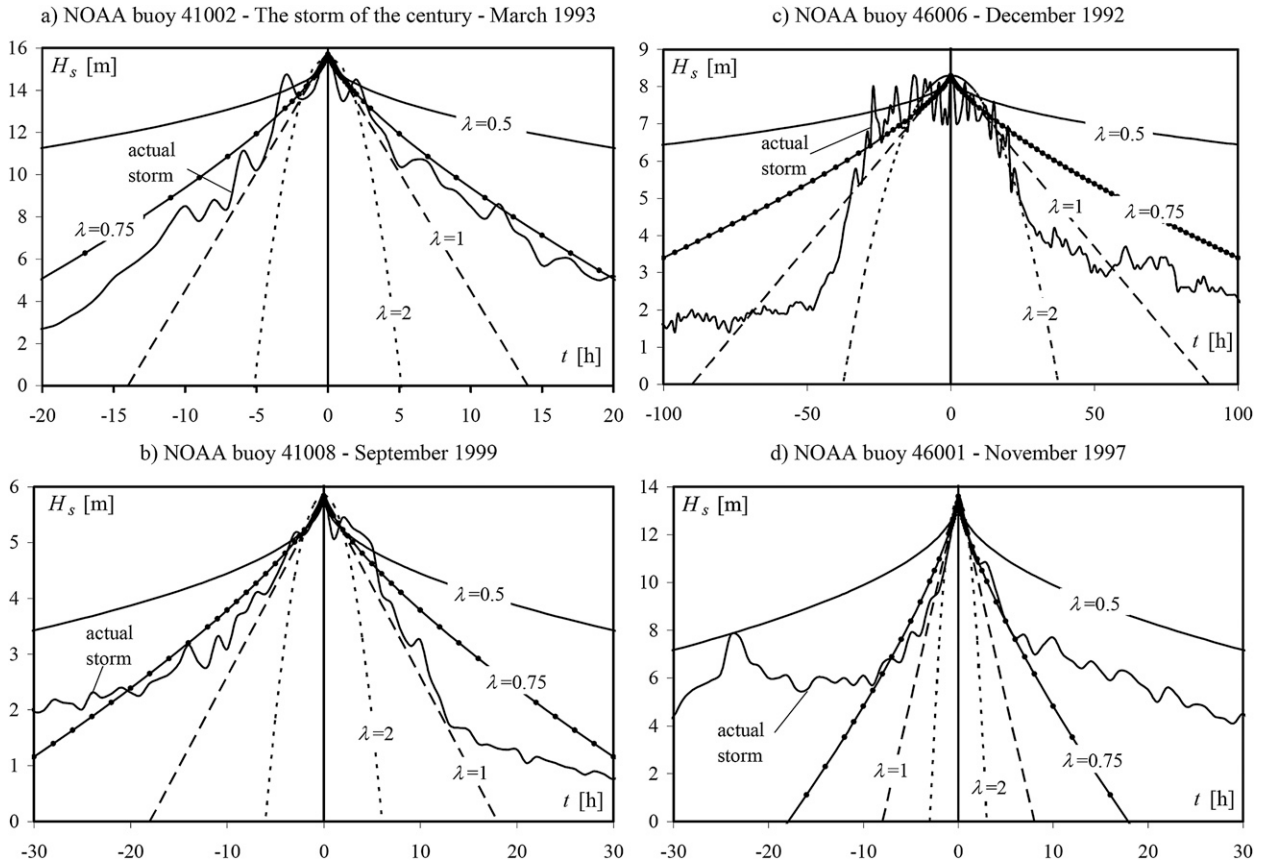 a) NOAA buoy 41002 - The storm of the century - March 1993
16
14
12
10
8
6
4
2
0
H_s [m]
actual
storm
λ=0.5
λ=0.75
λ=1
λ=2
t [h]
-20 -15 -10 -5 0 5 10 15 20
c) NOAA buoy 46006 - December 1992
9
8
7
6
5
4
3
2
1
0
H_s [m]
actual
storm
λ=0.5
λ=1
λ=0.75
λ=2
t [h]
-100 -50 0 50 100
b) NOAA buoy 41008 - September 1999
6
5
4
3
2
1
0
H_s [m]
actual
storm
λ=0.5
λ=0.75
λ=2
λ=1
t [h]
-30 -20 -10 0 10 20 30
d) NOAA buoy 46001 - November 1997
14
12
10
8
6
4
2
0
H_s [m]
λ=0.5
actual
storm
λ=1
λ=2
λ=0.75
t [h]
-30 -20 -10 0 10 20 30